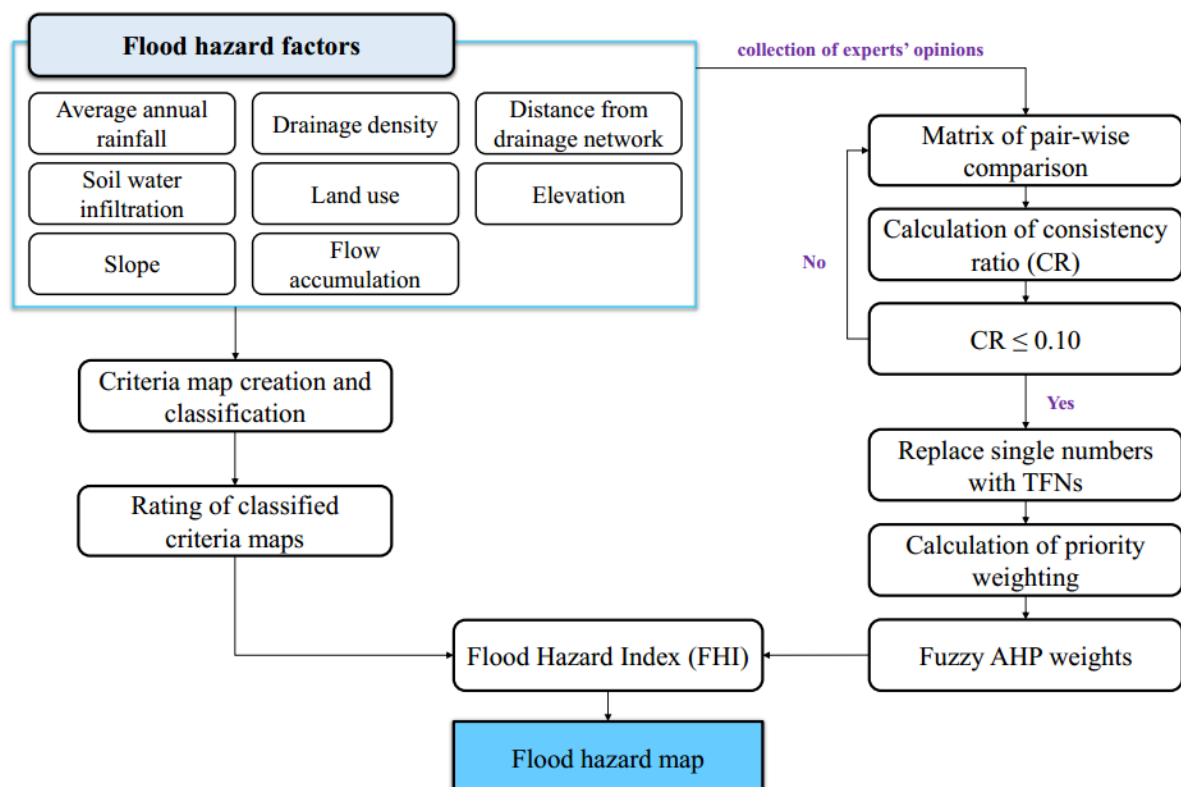 Flood hazard factors
collection of experts' opinions
Average annual
rainfall
Drainage density
Distance from
drainage network
Soil water
infiltration
Land use
Elevation
Slope
Flow
accumulation
Matrix of pair-wise
comparison
Calculation of consistency
ratio (CR)
No
CR ≤ 0.10
Yes
Criteria map creation and
classification
Rating of classified
criteria maps
Replace single numbers
with TFNs
Calculation of priority
weighting
Flood Hazard Index (FHI)
Fuzzy AHP weights
Flood hazard map